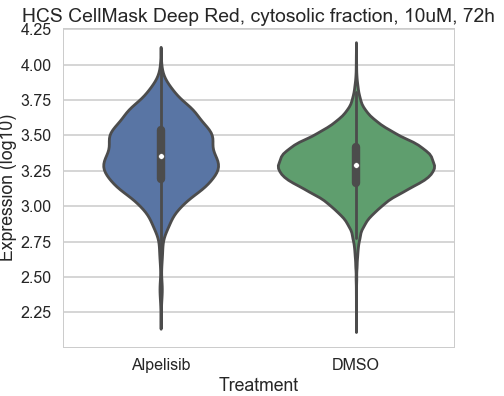 HCS CellMask Deep Red, cytosolic fraction, 10uM, 72h
Expression (log10)
4.25
4.00
3.75
3.50
3.25
3.00
2.75
2.50
2.25
Alpelisib
DMSO
Treatment